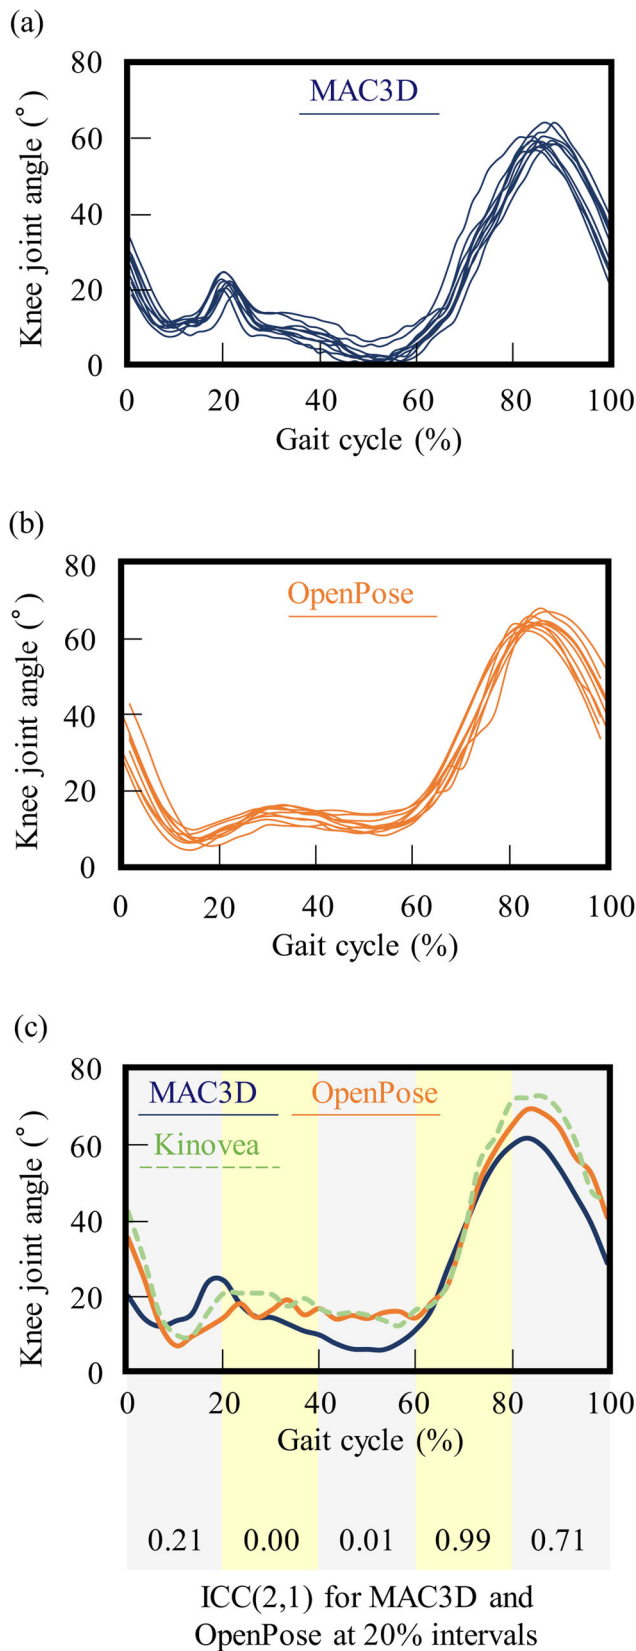 (a)
80
60
40
20
0
Knee joint angle (°)
MAC3D
0 20 40 60 80 100
Gait cycle (%)
(b)
80
60
40
20
0
Knee joint angle (°)
OpenPose
0 20 40 60 80 100
Gait cycle (%)
(c)
80
60
40
20
0
Knee joint angle (°)
MAC3D OpenPose
Kinovea
0 20 40 60 80 100
Gait cycle (%)
0.21 0.00 0.01 0.99 0.71
ICC(2,1) for MAC3D and
OpenPose at 20% intervals